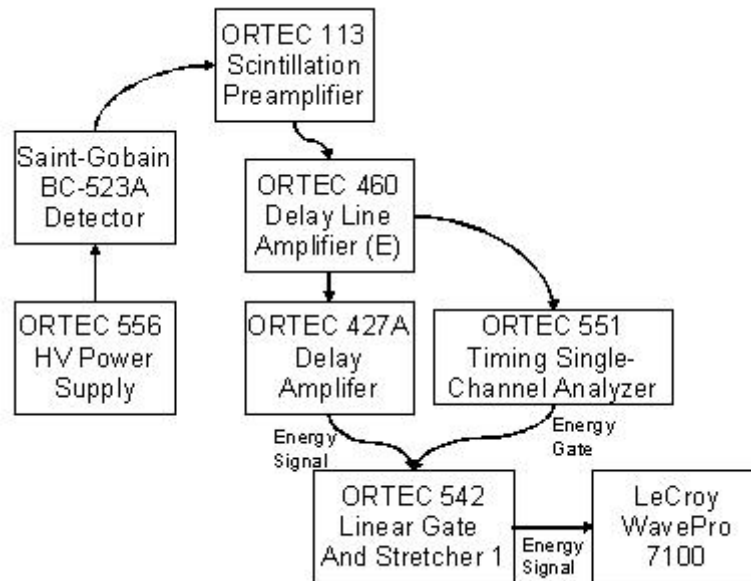 ORTEC 113
Scintillation
Preamplifier
Saint-Gobain
BC-523A
Detector
ORTEC 460
Delay Line
Amplifier (E)
ORTEC 556
HV Power
Supply
ORTEC 427A
Delay
Amplifer
ORTEC 551
Timing Single-
Channel Analyzer
Energy
Signal
Energy
Gate
ORTEC 542
Linear Gate
And Stretcher 1
Energy
Signal
LeCroy
WavePro
7100